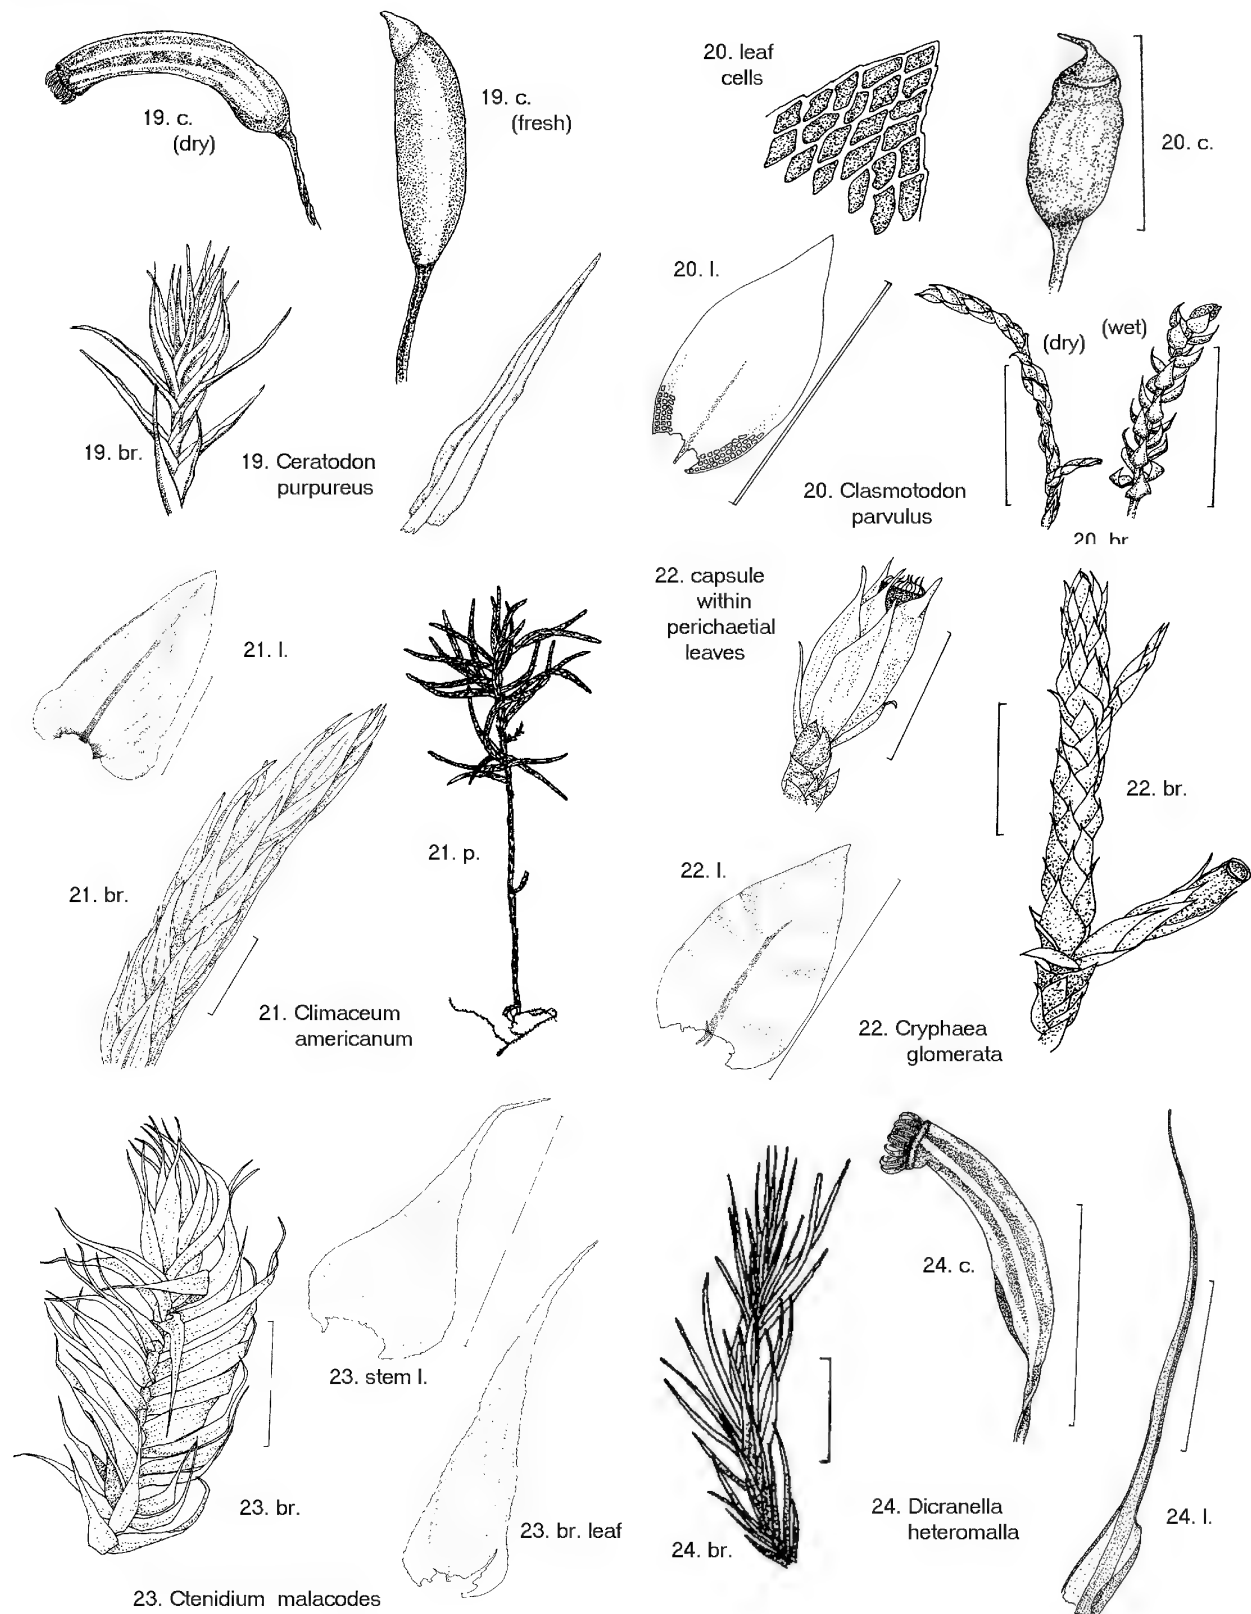 19. c.
(dry)
19. c.
(fresh)
19. br.
19. Ceratodon
purpureus
20. leaf
cells
20. c.
20. l.
(dry)
(wet)
20. Clasmotodon
parvulus
20. br.
21. l.
21. br.
21. p.
21. Climaceum
americanum
22. capsule
within
perichaetial
leaves
22. br.
22. l.
22. Cryphaea
glomerata
23. stem l.
23. br.
23. br. leaf
23. Ctenidium malacodes
24. c.
24. br.
24. Dicranella
heteromalla
24. l.